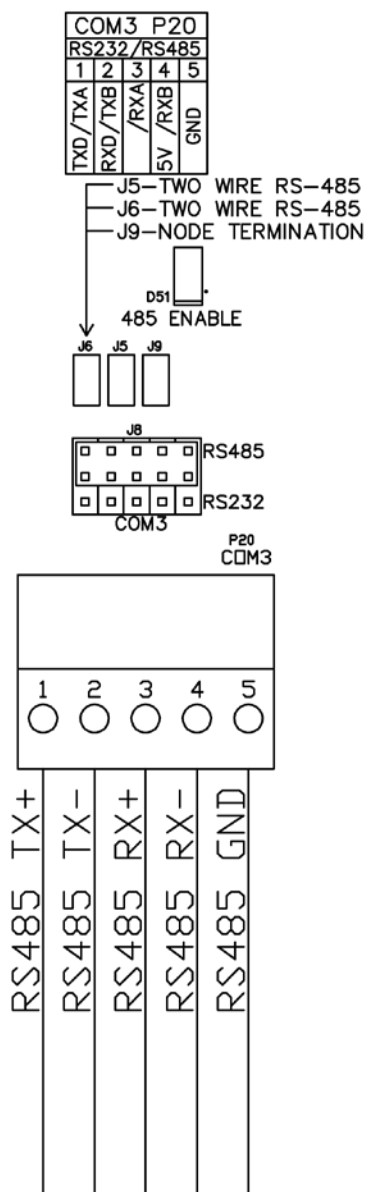 COM3 P20
RS232/RS485
1 2 3 4 5
TXD/TXA
RXD/TXB
/RXA
5V /RXB
GND
J5-TWO WIRE RS-485
J6-TWO WIRE RS-485
J9-NODE TERMINATION
D51
485 ENABLE
J6 J5 J9
J8
RS485
RS232
COM3
P20
COM3
1 2 3 4 5
RS485 TX+
RS485 TX-
RS485 RX+
RS485 RX-
RS485 GND